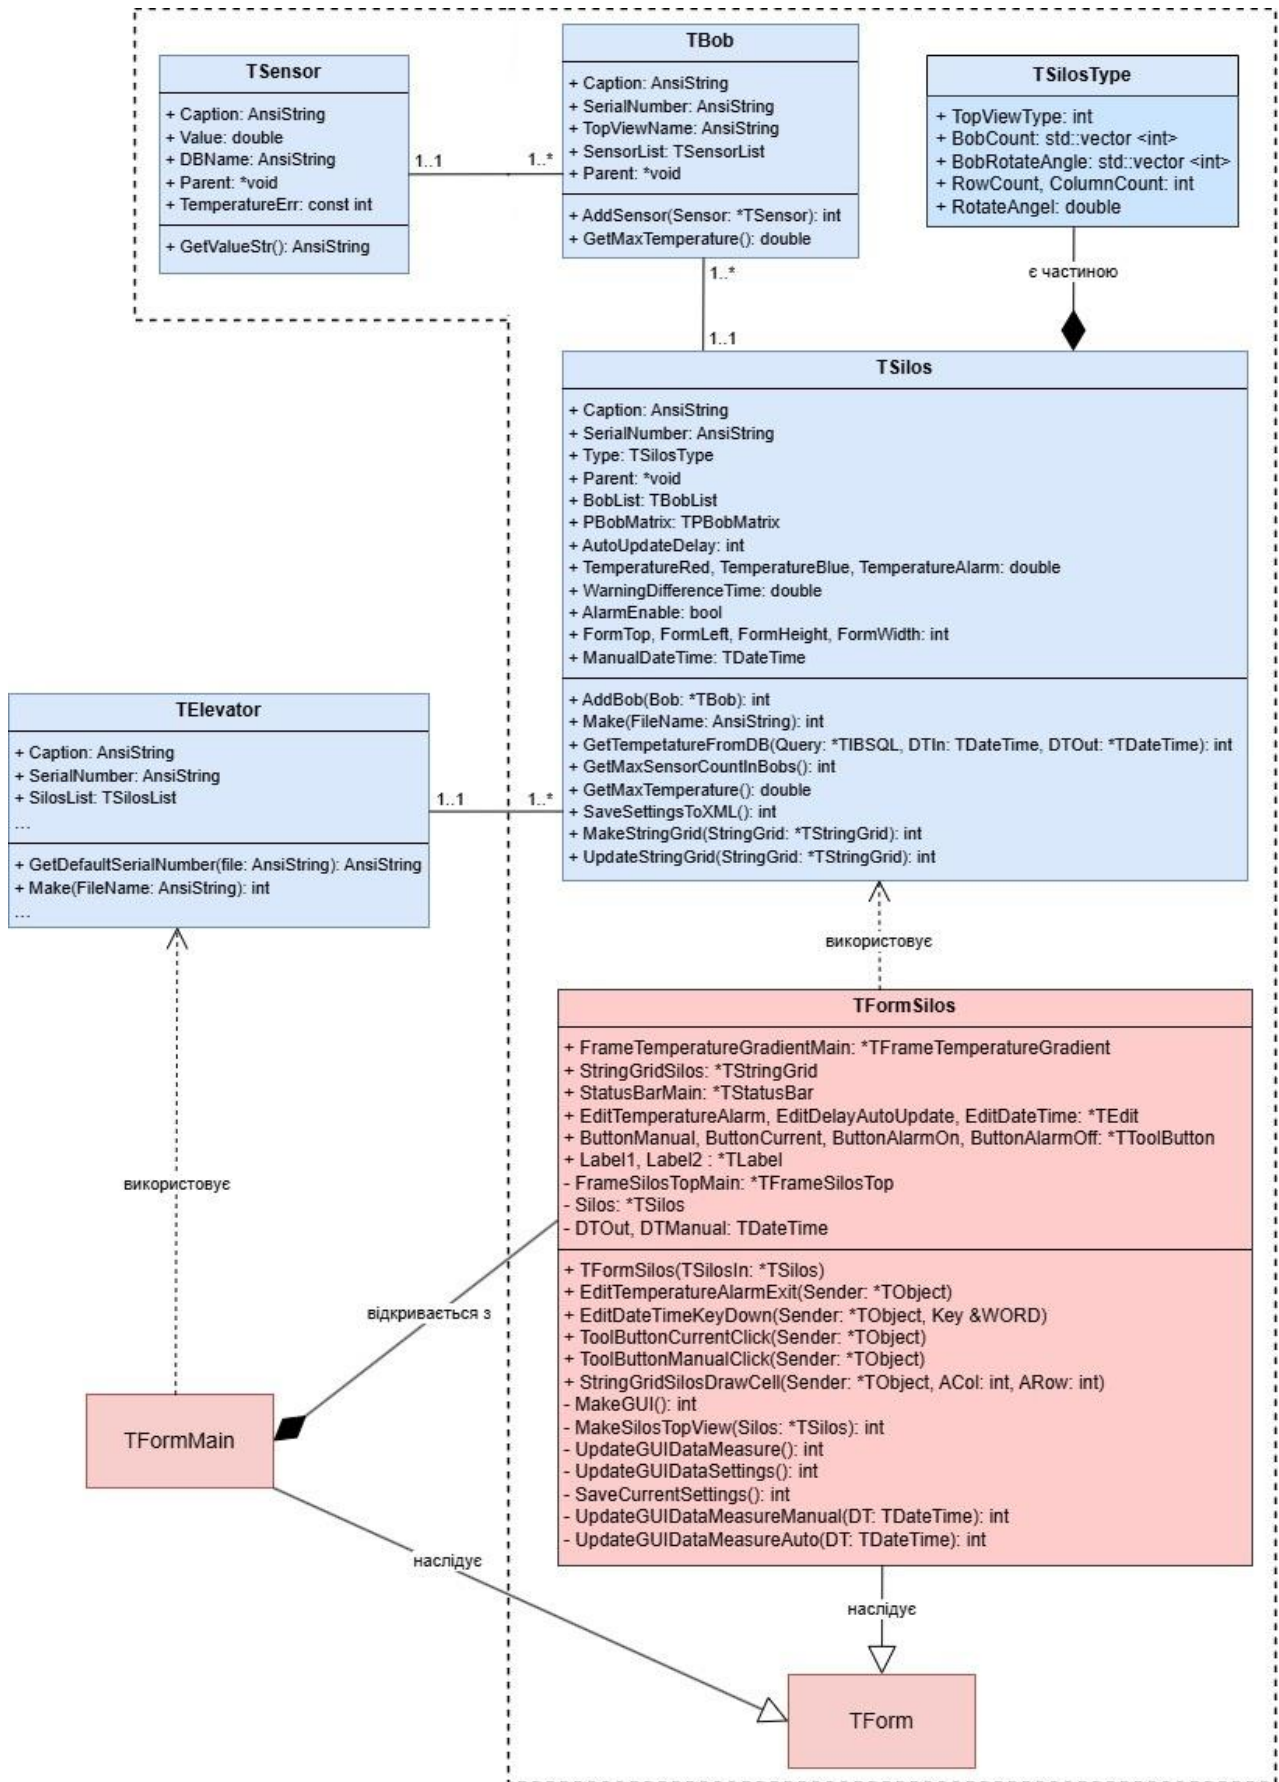 TSensor
+ Caption: AnsiString
+ Value: double
+ DBName: AnsiString
+ Parent: *void
+ TemperatureErr: const int
+ GetValueStr(): AnsiString
1..1
1..*
TBob
+ Caption: AnsiString
+ SerialNumber: AnsiString
+ TopViewName: AnsiString
+ SensorList: TSensorList
+ Parent: *void
+ AddSensor(Sensor: *TSensor): int
+ GetMaxTemperature(): double
TSilosType
+ TopViewType: int
+ BobCount: std::vector <int>
+ BobRotateAngle: std::vector <int>
+ RowCount, ColumnCount: int
+ RotateAngel: double
1..*
є частиною
1..1
TSilos
+ Caption: AnsiString
+ SerialNumber: AnsiString
+ Type: TSilosType
+ Parent: *void
+ BobList: TBobList
+ PBobMatrix: TPBobMatrix
+ AutoUpdateDelay: int
+ TemperatureRed, TemperatureBlue, TemperatureAlarm: double
+ WarningDifferenceTime: double
+ AlarmEnable: bool
+ FormTop, FormLeft, FormHeight, FormWidth: int
+ ManualDateTime: TDateTime
+ AddBob(Bob: *TBob): int
+ Make(FileName: AnsiString): int
+ GetTempetatureFromDB(Query: *TIBSQL, DTIn: TDateTime, DTOut: *TDateTime): int
+ GetMaxSensorCountInBobs(): int
+ GetMaxTemperature(): double
+ SaveSettingsToXML(): int
+ MakeStringGrid(StringGrid: *TStringGrid): int
+ UpdateStringGrid(StringGrid: *TStringGrid): int
TElevator
+ Caption: AnsiString
+ SerialNumber: AnsiString
+ SilosList: TSilosList
...
+ GetDefaultSerialNumber(file: AnsiString): AnsiString
+ Make(FileName: AnsiString): int
...
1..1
1..*
використовує
TFormSilos
+ FrameTemperatureGradientMain: *TFrameTemperatureGradient
+ StringGridSilos: *TStringGrid
+ StatusBarMain: *TStatusBar
+ EditTemperatureAlarm, EditDelayAutoUpdate, EditDateTime: *TEdit
+ ButtonManual, ButtonCurrent, ButtonAlarmOn, ButtonAlarmOff: *TToolButton
+ Label1, Label2 : *TLabel
- FrameSilosTopMain: *TFrameSilosTop
- Silos: *TSilos
- DTOut, DTManual: TDateTime
+ TFormSilos(TSilosIn: *TSilos)
+ EditTemperatureAlarmExit(Sender: *TObject)
+ EditDateTimeKeyDown(Sender: *TObject, Key &WORD)
+ ToolButtonCurrentClick(Sender: *TObject)
+ ToolButtonManualClick(Sender: *TObject)
+ StringGridSilosDrawCell(Sender: *TObject, ACol: int, ARow: int)
- MakeGUI(): int
- MakeSilosTopView(Silos: *TSilos): int
- UpdateGUIDataMeasure(): int
- UpdateGUIDataSettings(): int
- SaveCurrentSettings(): int
- UpdateGUIDataMeasureManual(DT: TDateTime): int
- UpdateGUIDataMeasureAuto(DT: TDateTime): int
використовує
відкривається з
TFormMain
наслідує
наслідує
TForm